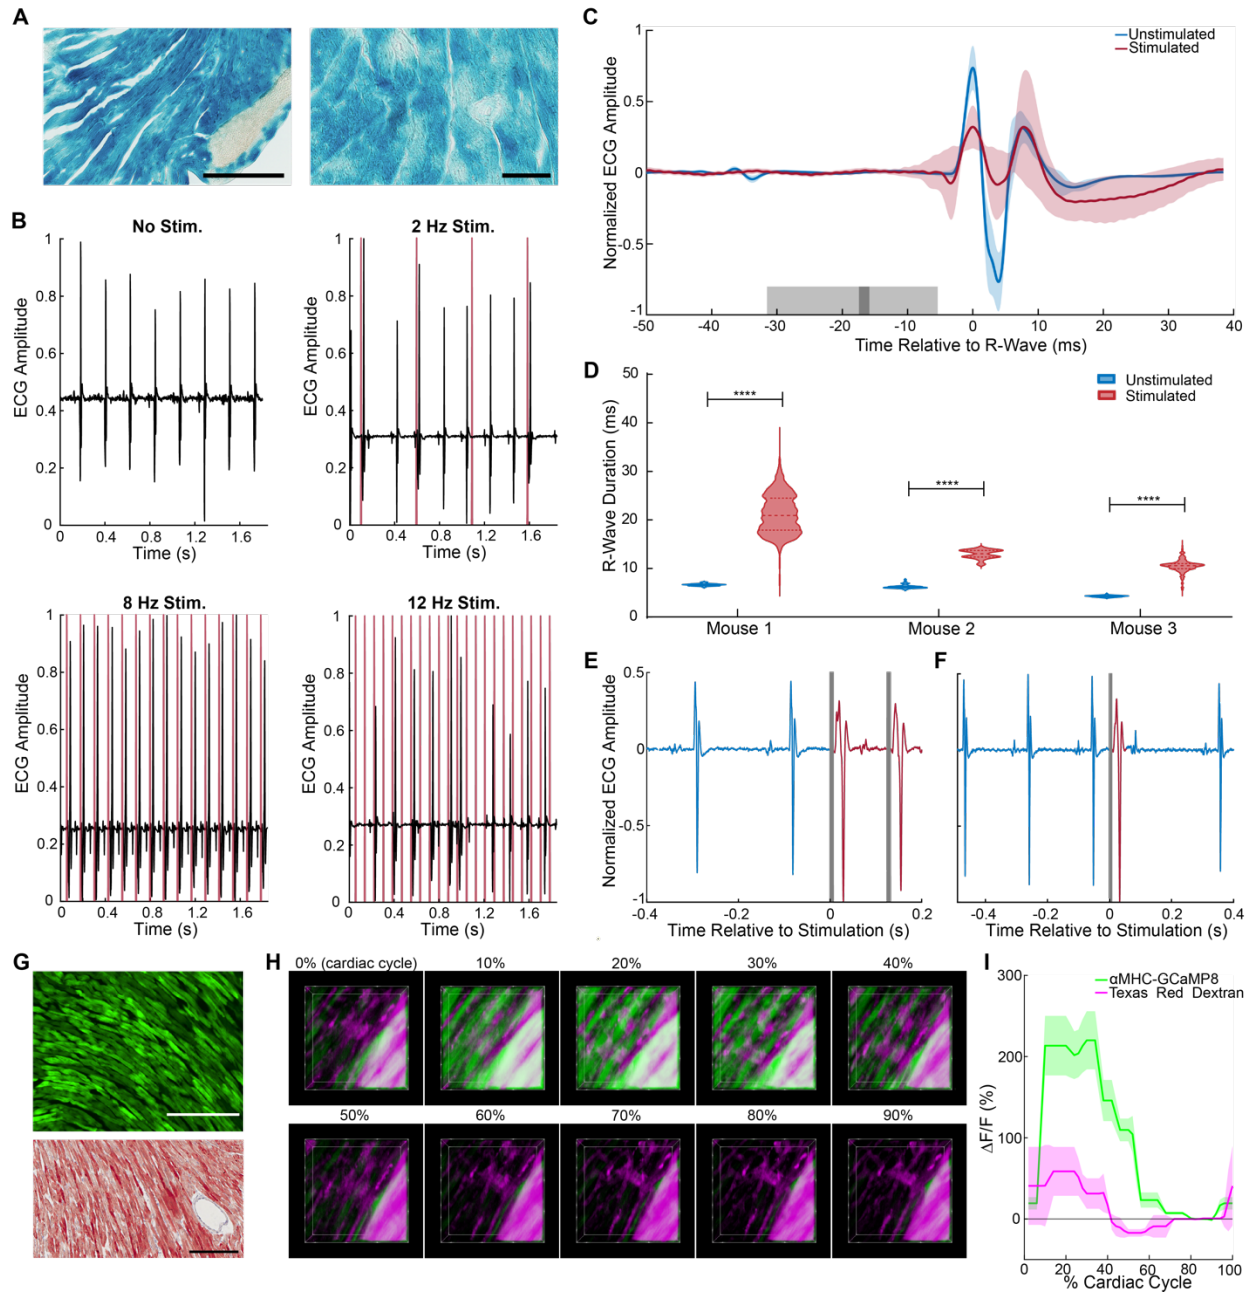 A
B
No Stim.
ECG Amplitude
1
0.8
0.6
0.4
0.2
0
0 0.4 0.8 1.2 1.6
Time (s)
2 Hz Stim.
ECG Amplitude
1
0.8
0.6
0.4
0.2
0
0 0.4 0.8 1.2 1.6
Time (s)
8 Hz Stim.
ECG Amplitude
1
0.8
0.6
0.4
0.2
0
0 0.4 0.8 1.2 1.6
Time (s)
12 Hz Stim.
ECG Amplitude
1
0.8
0.6
0.4
0.2
0
0 0.4 0.8 1.2 1.6
Time (s)
C
Unstimulated
Stimulated
Normalized ECG Amplitude
1
0.5
0
-0.5
-1
-50 -40 -30 -20 -10 0 10 20 30 40
Time Relative to R-Wave (ms)
D
Unstimulated
Stimulated
R-Wave Duration (ms)
50
40
30
20
10
0
****
****
****
Mouse 1 Mouse 2 Mouse 3
E
Normalized ECG Amplitude
0.5
0
-0.5
-1
-0.4 -0.2 0 0.2
Time Relative to Stimulation (s)
F
-0.4 -0.2 0 0.2 0.4
Time Relative to Stimulation (s)
G
H
0% (cardiac cycle) 10% 20% 30% 40%
50% 60% 70% 80% 90%
I
αMHC-GCaMP8
Texas Red Dextran
ΔF/F (%)
300
200
100
0
0 20 40 60 80 100
% Cardiac Cycle